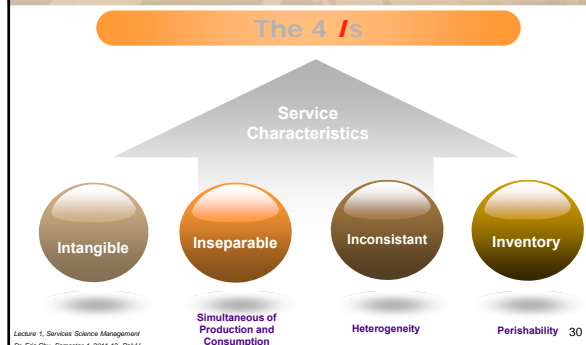 The 4 Is
Service
Characteristics
Intangible
Inseparable
Inconsistant
Inventory
Simultaneous of
Production and
Consumption
Heterogeneity
Perishability
30
Lecture 1, Services Science Management